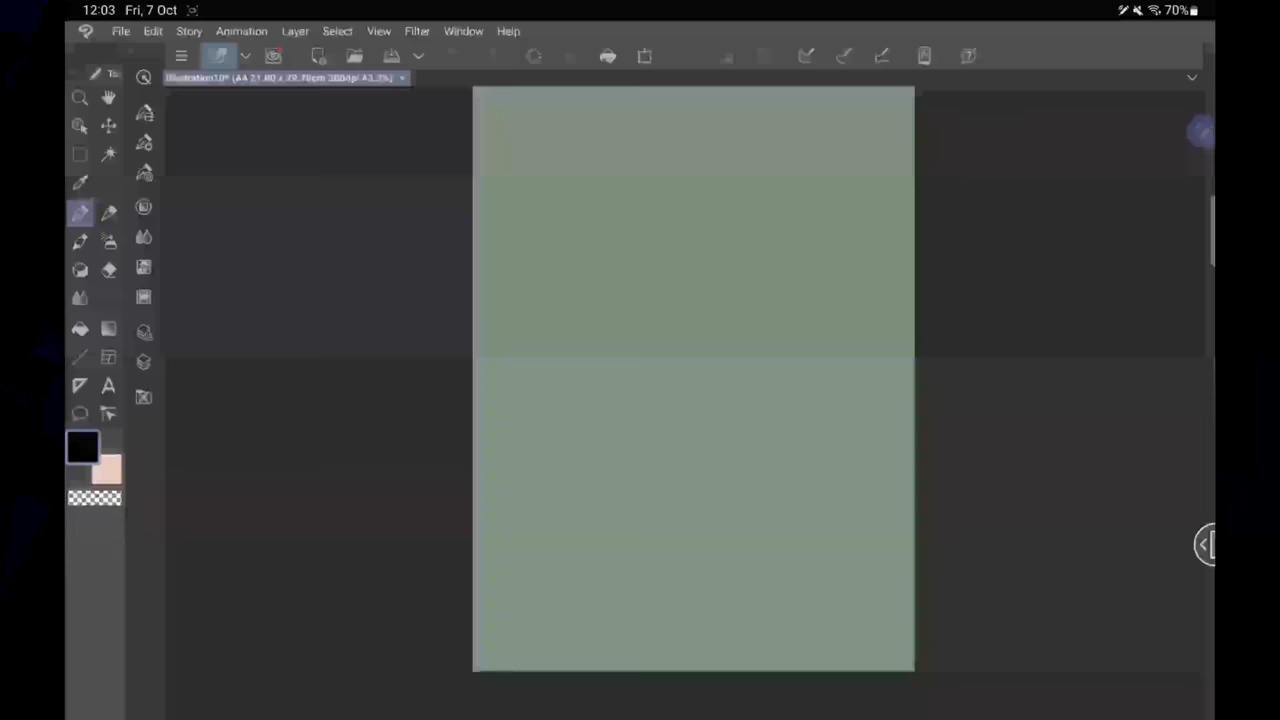 12:03 Fri, 7 Oct
70%
File Edit Story Animation Layer Select View Filter Window Help